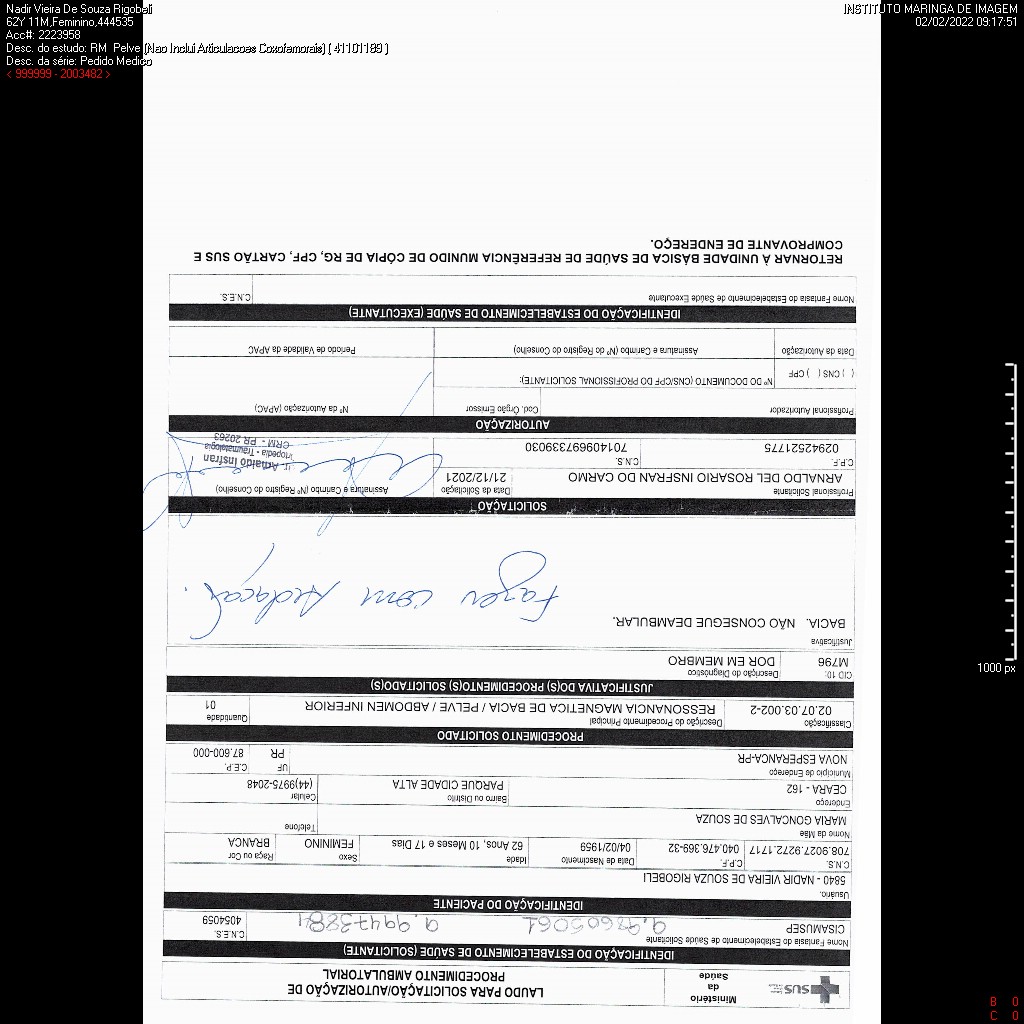 Nadir Vieira De Souza Rigobeli
62Y 11M,Feminino,444535
Acc#: 2223958
Desc. do estudo: RM Pelve (Nao Inclui Articulacoes Coxofemorais) ( 41101189 )
Desc. da série: Pedido Medico
< 999999 - 2003482 >
INSTITUTO MARINGA DE IMAGEM
02/02/2022 09:17:51
SUS
Ministério da Saúde
LAUDO PARA SOLICITAÇÃO/AUTORIZAÇÃO DE
PROCEDIMENTO AMBULATORIAL
IDENTIFICAÇÃO DO ESTABELECIMENTO DE SAÚDE (SOLICITANTE)
Nome Fantasia do Estabelecimento de Saúde Solicitante C.N.E.S.
CISAMUSEP 9.98605061 9.99473884 4054059
IDENTIFICAÇÃO DO PACIENTE
Usuário.
5840 - NADIR VIEIRA DE SOUZA RIGOBELI
C.N.S. C.P.F. Data de Nascimento Idade Sexo Raça ou Cor
708.9027.9272.1717 040.476.369-32 04/02/1959 62 Anos, 10 Meses e 17 Dias FEMININO BRANCA
Nome da Mãe Telefone
MARIA GONCALVES DE SOUZA
Endereço Bairro ou Distrito Celular
CEARA - 162 PARQUE CIDADE ALTA (44)9975-2048
Município de Endereço UF C.E.P.
NOVA ESPERANCA-PR PR 87.600-000
PROCEDIMENTO SOLICITADO
Classificação Descrição do Procedimento Principal Quantidade
02.07.03.002-2 RESSONANCIA MAGNETICA DE BACIA / PELVE / ABDOMEN INFERIOR 01
JUSTIFICATIVA DO(S) PROCEDIMENTO(S) SOLICITADO(S)
CID 10: Descrição do Diagnóstico
M796 DOR EM MEMBRO
Justificativa
BACIA. NÃO CONSEGUE DEAMBULAR.
Fazer com sedação.
SOLICITAÇÃO
Profissional Solicitante Data da Solicitação Assinatura e Carimbo (Nº Registro do Conselho)
ARNALDO DEL ROSARIO INSFRAN DO CARMO 21/12/2021
C.P.F. C.N.S.
02942521775 701409697339030
Dr. Arnaldo Insfran
Ortopedia - Traumatologia
CRM - PR 20263
AUTORIZAÇÃO
Profissional Autorizador Cod. Orgão Emissor Nº da Autorização (APAC)
( ) CNS ( ) CPF Nº DO DOCUMENTO (CNS/CPF DO PROFISSIONAL SOLICITANTE):
Data da Autorização Assinatura e Carimbo (Nº do Registro do Conselho) Periodo de Validade da APAC
IDENTIFICAÇÃO DO ESTABELECIMENTO DE SAÚDE (EXECUTANTE)
Nome Fantasia do Estabelecimento de Saúde Executante C.N.E.S.
RETORNAR À UNIDADE BÁSICA DE SAÚDE DE REFERÊNCIA MUNIDO DE CÓPIA DE RG, CPF, CARTÃO SUS E
COMPROVANTE DE ENDEREÇO.
1000 px
B 0
C 0